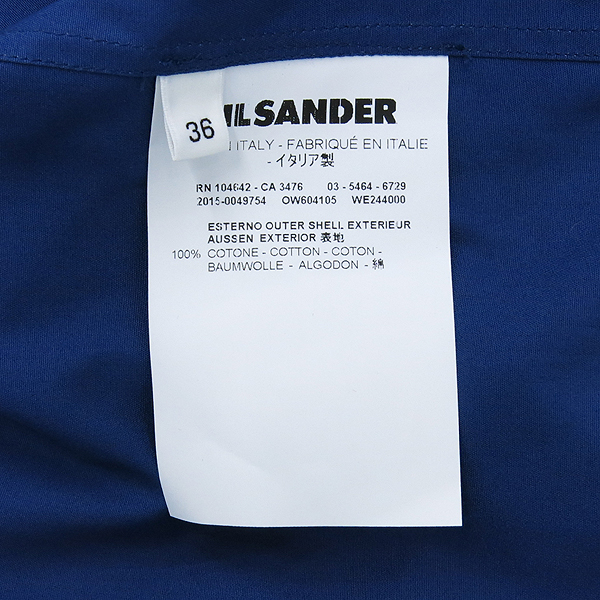 36
IL SANDER
N ITALY - FABRIQUÉ EN ITALIE
- イタリア製
RN 104642 - CA 3476 03 - 5464 - 6729
2015-0049754 OW604105 WE244000
ESTERNO OUTER SHELL EXTERIEUR
AUSSEN EXTERIOR 表地
100% COTONE - COTTON - COTON -
BAUMWOLLE - ALGODON - 綿